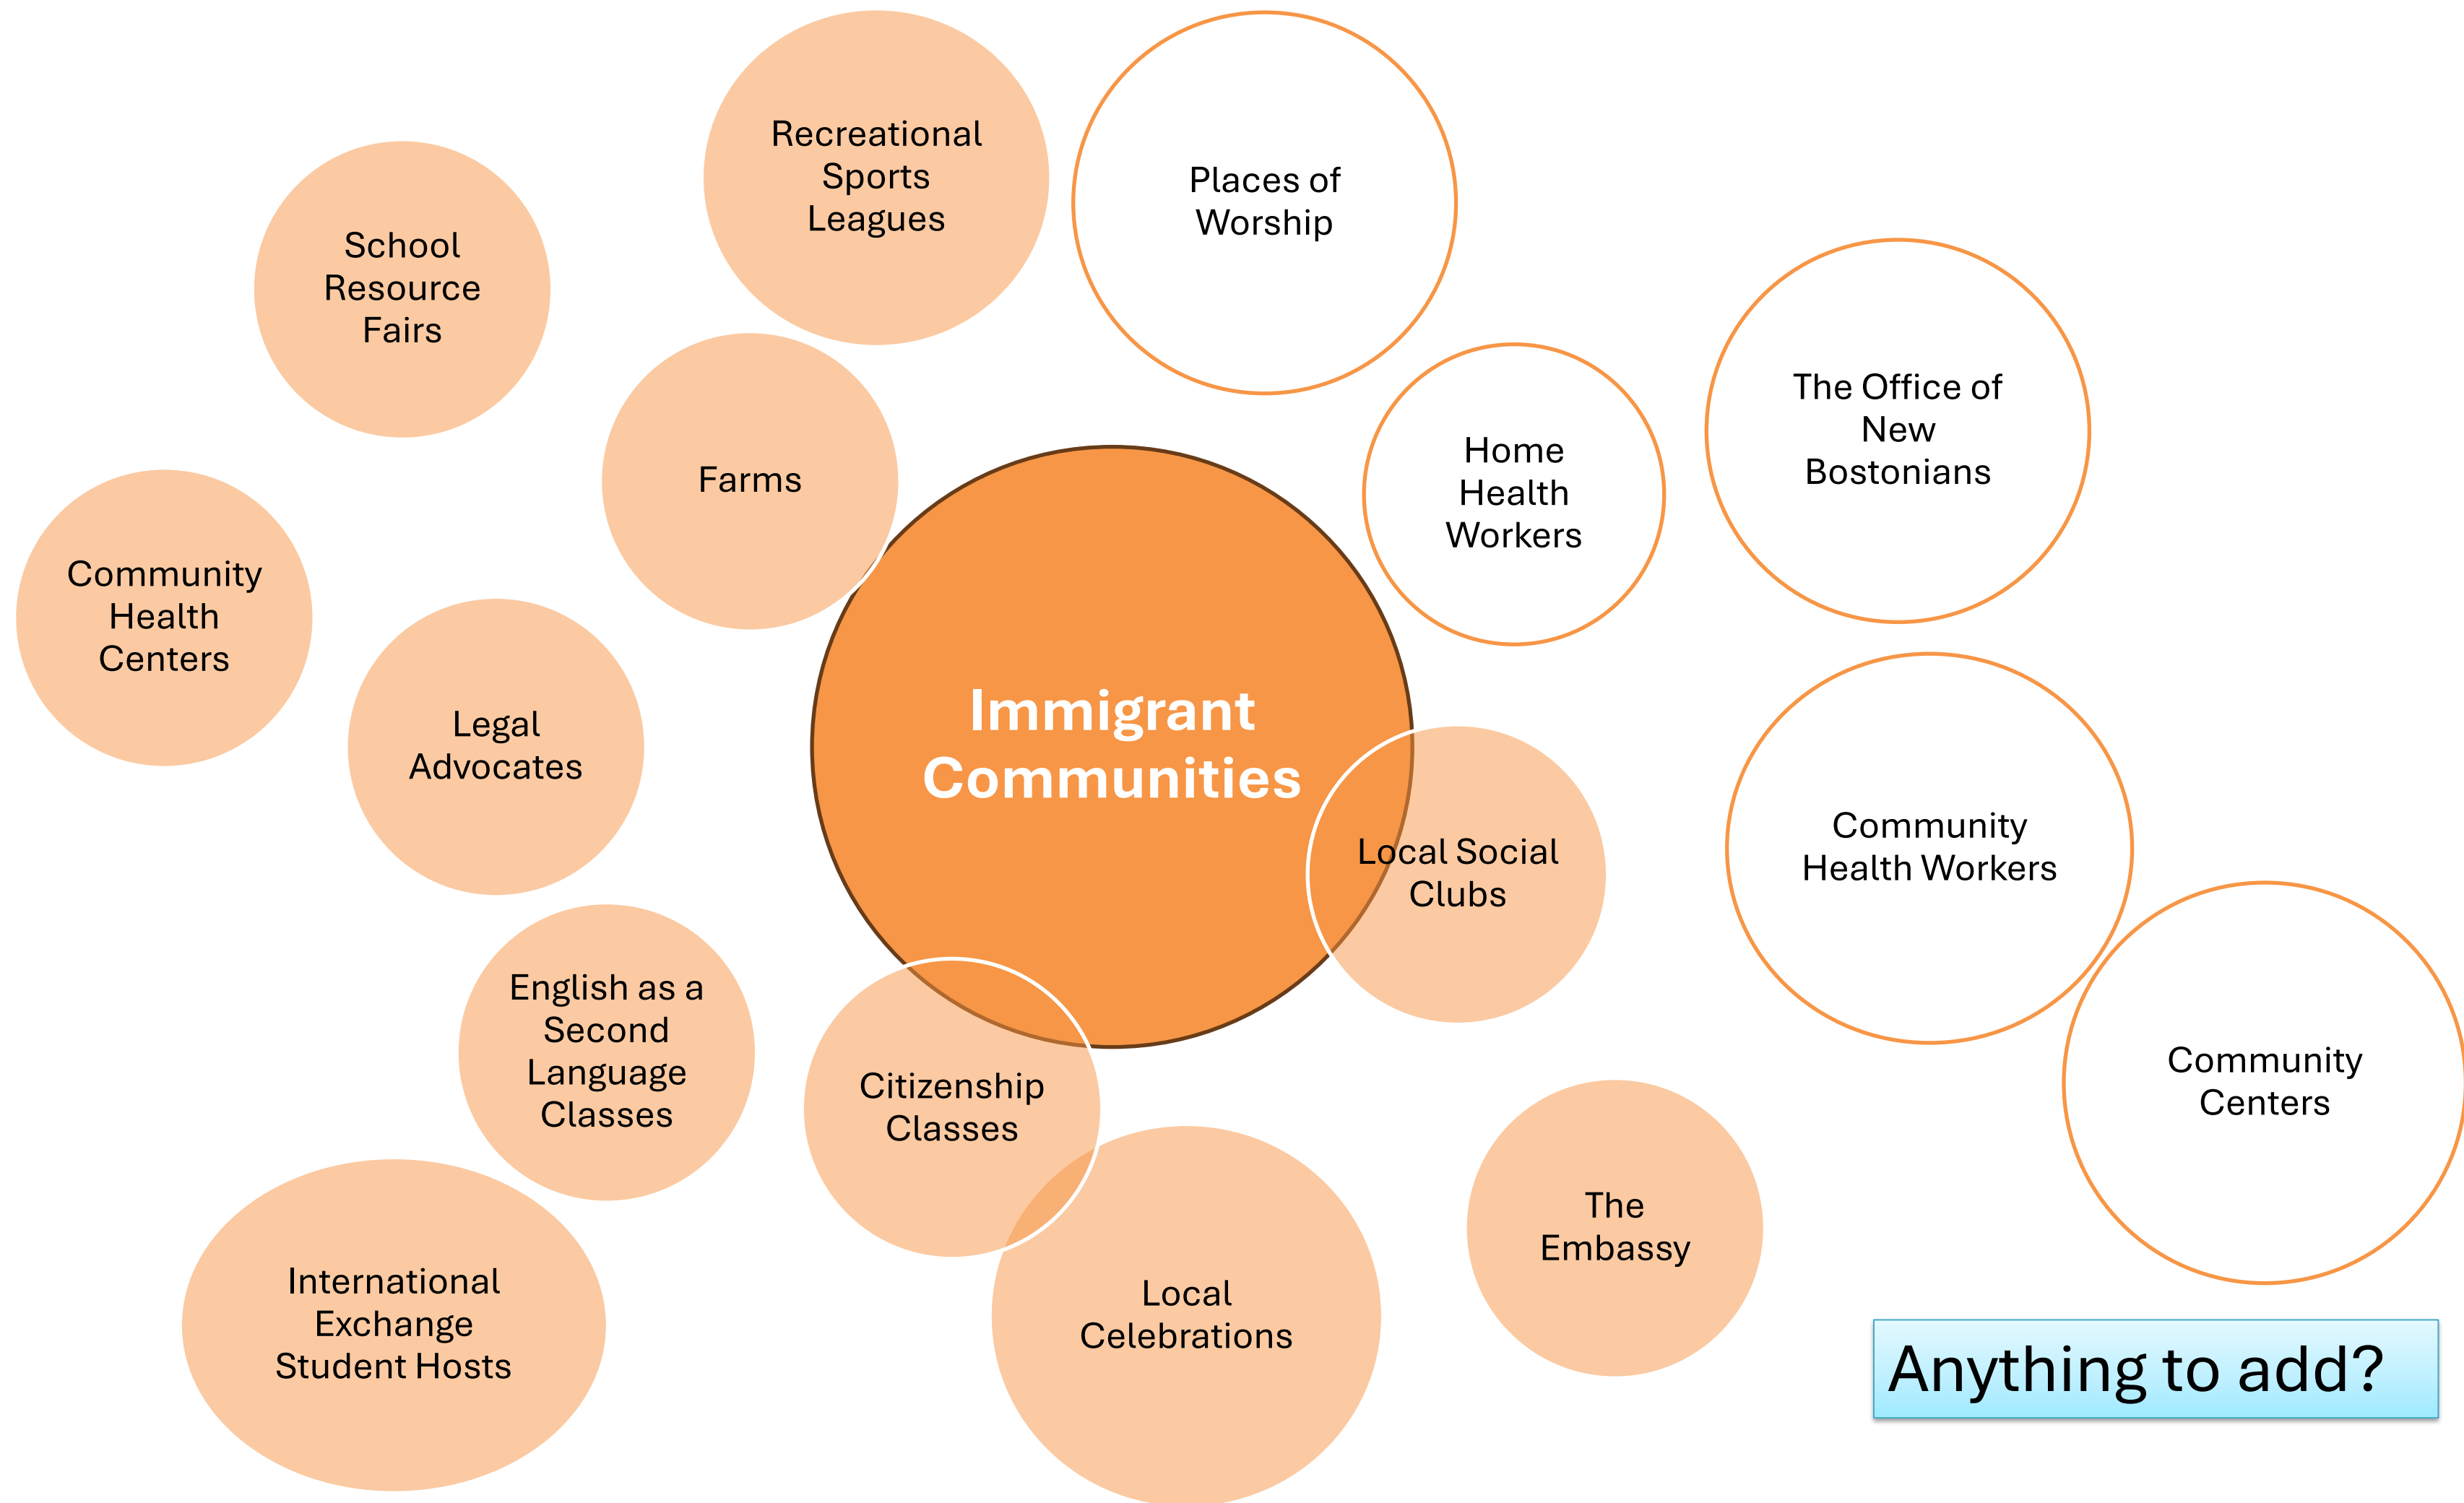 Recreational
Sports
Leagues
Places of
Worship
School
Resource
Fairs
The Office of
New
Bostonians
Farms
Home
Health
Workers
Community
Health
Centers
Legal
Advocates
Immigrant
Communities
Local Social
Clubs
Community
Health Workers
English as a
Second
Language
Classes
Citizenship
Classes
Community
Centers
The
Embassy
International
Exchange
Student Hosts
Local
Celebrations
Anything to add?